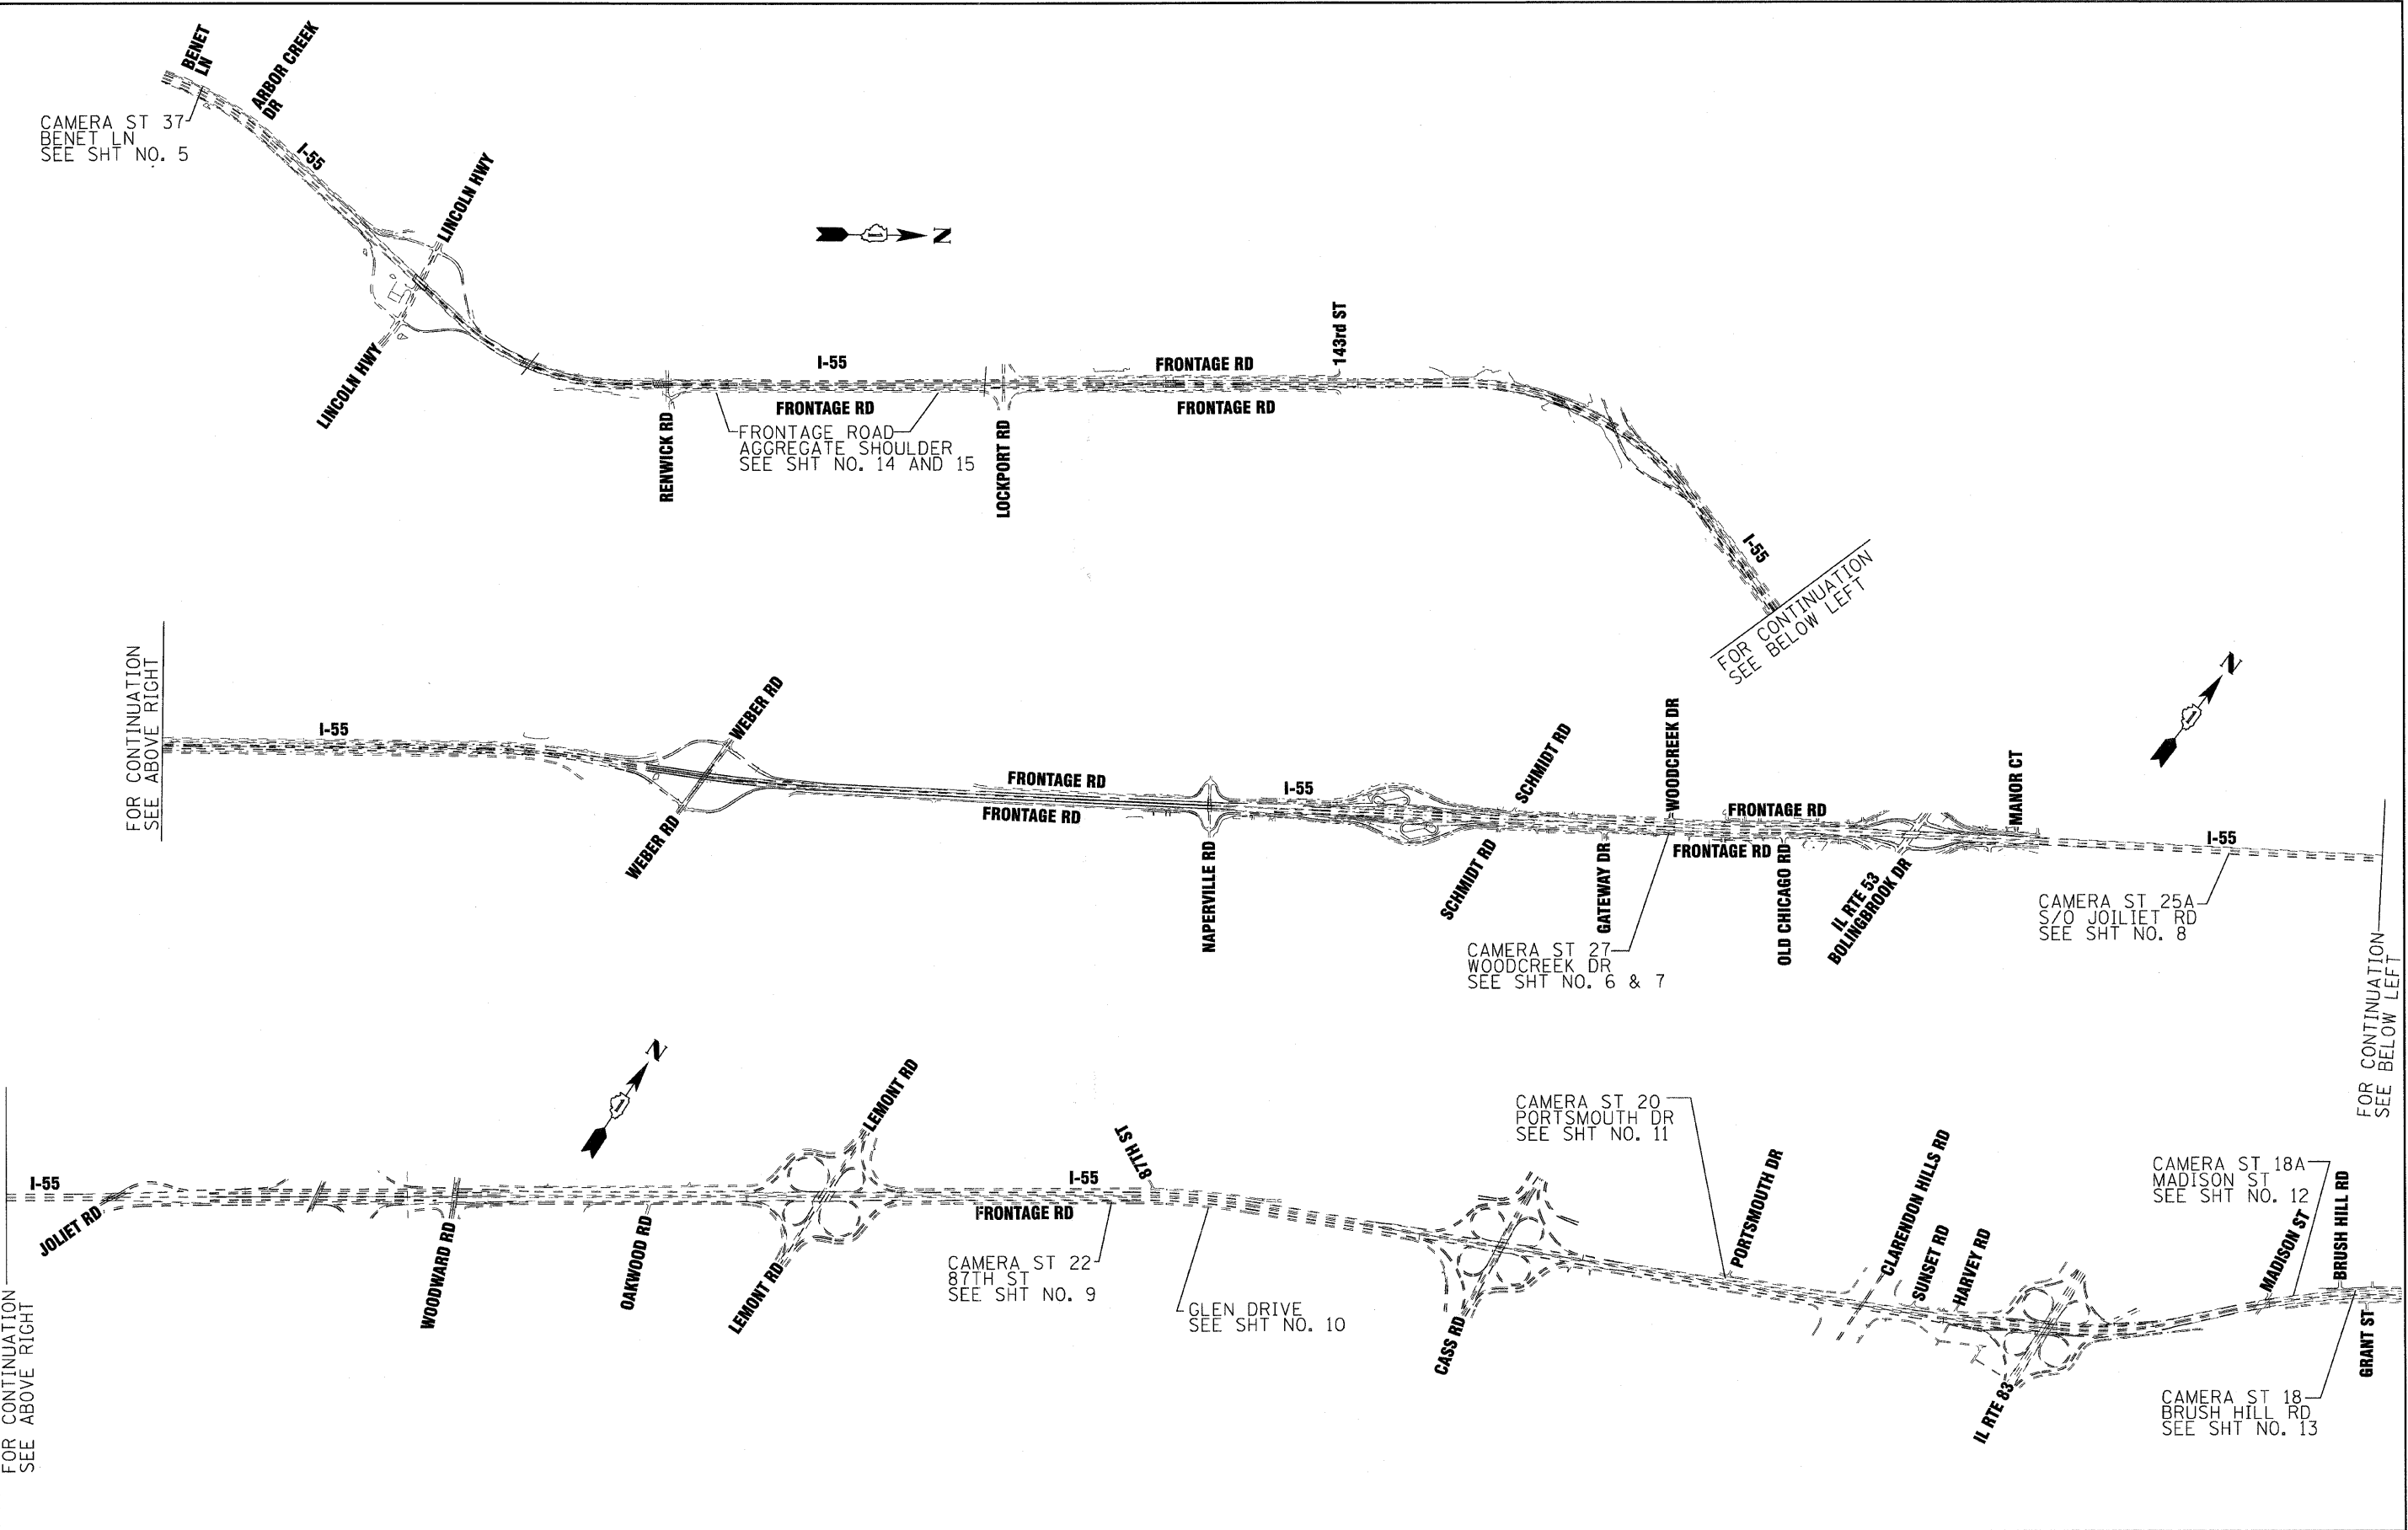 BENET
LN
ARBOR CREEK
DR
CAMERA ST 37
BENET LN
SEE SHT NO. 5
I-55
LINCOLN HWY
LINCOLN HWY
N
1
I-55
FRONTAGE RD
RENWICK RD
FRONTAGE ROAD
AGGREGATE SHOULDER
SEE SHT NO. 14 AND 15
LOCKPORT RD
FRONTAGE RD
FRONTAGE RD
143rd ST
I-55
FOR CONTINUATION
SEE BELOW LEFT
FOR CONTINUATION
SEE ABOVE RIGHT
I-55
WEBER RD
WEBER RD
FRONTAGE RD
FRONTAGE RD
NAPERVILLE RD
I-55
SCHMIDT RD
SCHMIDT RD
GATEWAY DR
WOODCREEK DR
CAMERA ST 27
WOODCREEK DR
SEE SHT NO. 6 & 7
FRONTAGE RD
FRONTAGE RD
OLD CHICAGO RD
IL RTE 53
BOLINGBROOK DR
MANOR CT
N
1
I-55
CAMERA ST 25A
S/O JOILIET RD
SEE SHT NO. 8
FOR CONTINUATION
SEE BELOW LEFT
FOR CONTINUATION
SEE ABOVE RIGHT
I-55
JOLIET RD
WOODWARD RD
N
1
OAKWOOD RD
LEMONT RD
LEMONT RD
I-55
FRONTAGE RD
87TH ST
CAMERA ST 22
87TH ST
SEE SHT NO. 9
GLEN DRIVE
SEE SHT NO. 10
CASS RD
CAMERA ST 20
PORTSMOUTH DR
SEE SHT NO. 11
PORTSMOUTH DR
CLARENDON HILLS RD
SUNSET RD
HARVEY RD
IL RTE 83
CAMERA ST 18A
MADISON ST
SEE SHT NO. 12
MADISON ST
BRUSH HILL RD
GRANT ST
CAMERA ST 18
BRUSH HILL RD
SEE SHT NO. 13